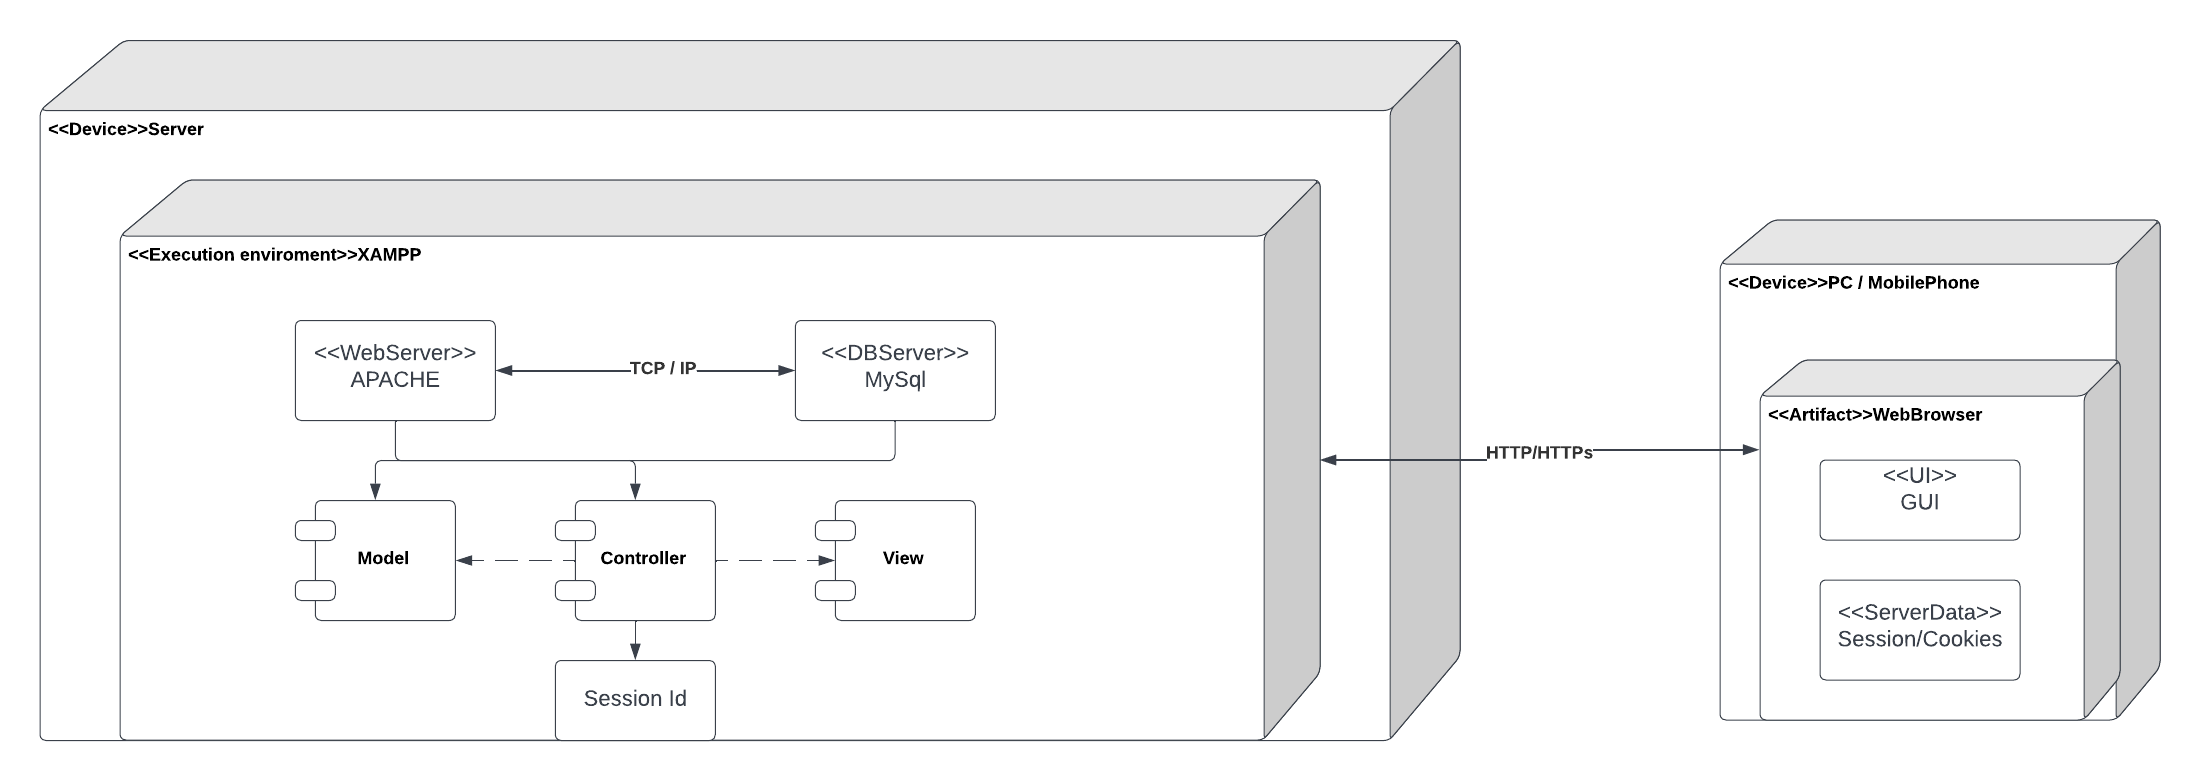 <<Device>>Server
<<Execution enviroment>>XAMPP
<<WebServer>>
APACHE
TCP / IP
<<DBServer>>
MySql
Model
Controller
View
Session Id
HTTP/HTTPs
<<Device>>PC / MobilePhone
<<Artifact>>WebBrowser
<<UI>>
GUI
<<ServerData>>
Session/Cookies